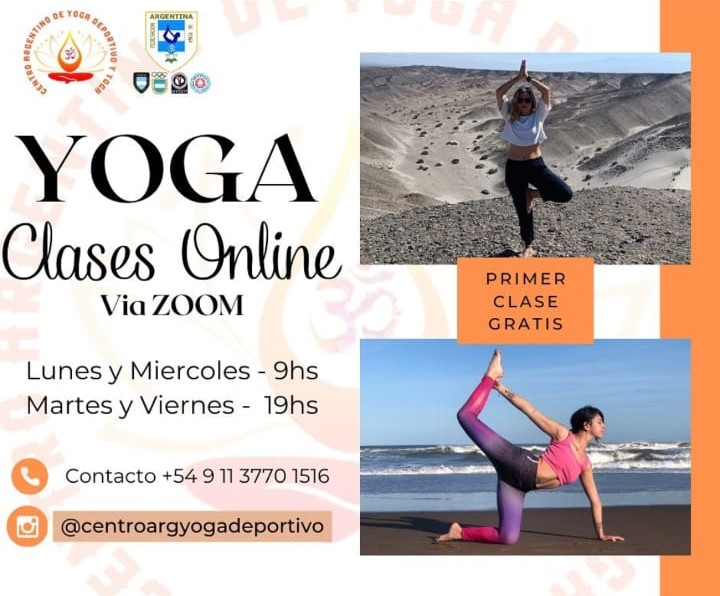 CENTRO ARGENTINO DE YOGA DEPORTIVO Y YOGA
ARGENTINA
YOGA
Clases Online
Via ZOOM
Lunes y Miercoles - 9hs
Martes y Viernes - 19hs
Contacto +54 9 11 3770 1516
@centroargyogadeportivo
PRIMER
CLASE
GRATIS